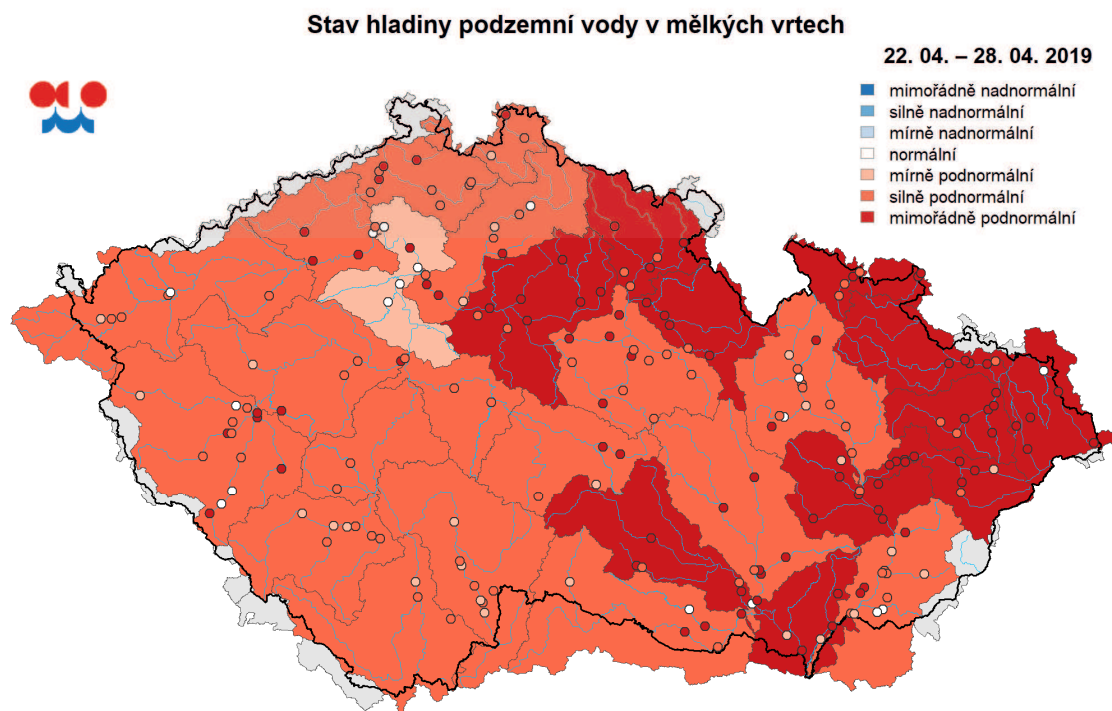 Stav hladiny podzemní vody v mělkých vrtech
22. 04. – 28. 04. 2019
mimořádně nadnormální
silně nadnormální
mírně nadnormální
normální
mírně podnormální
silně podnormální
mimořádně podnormální